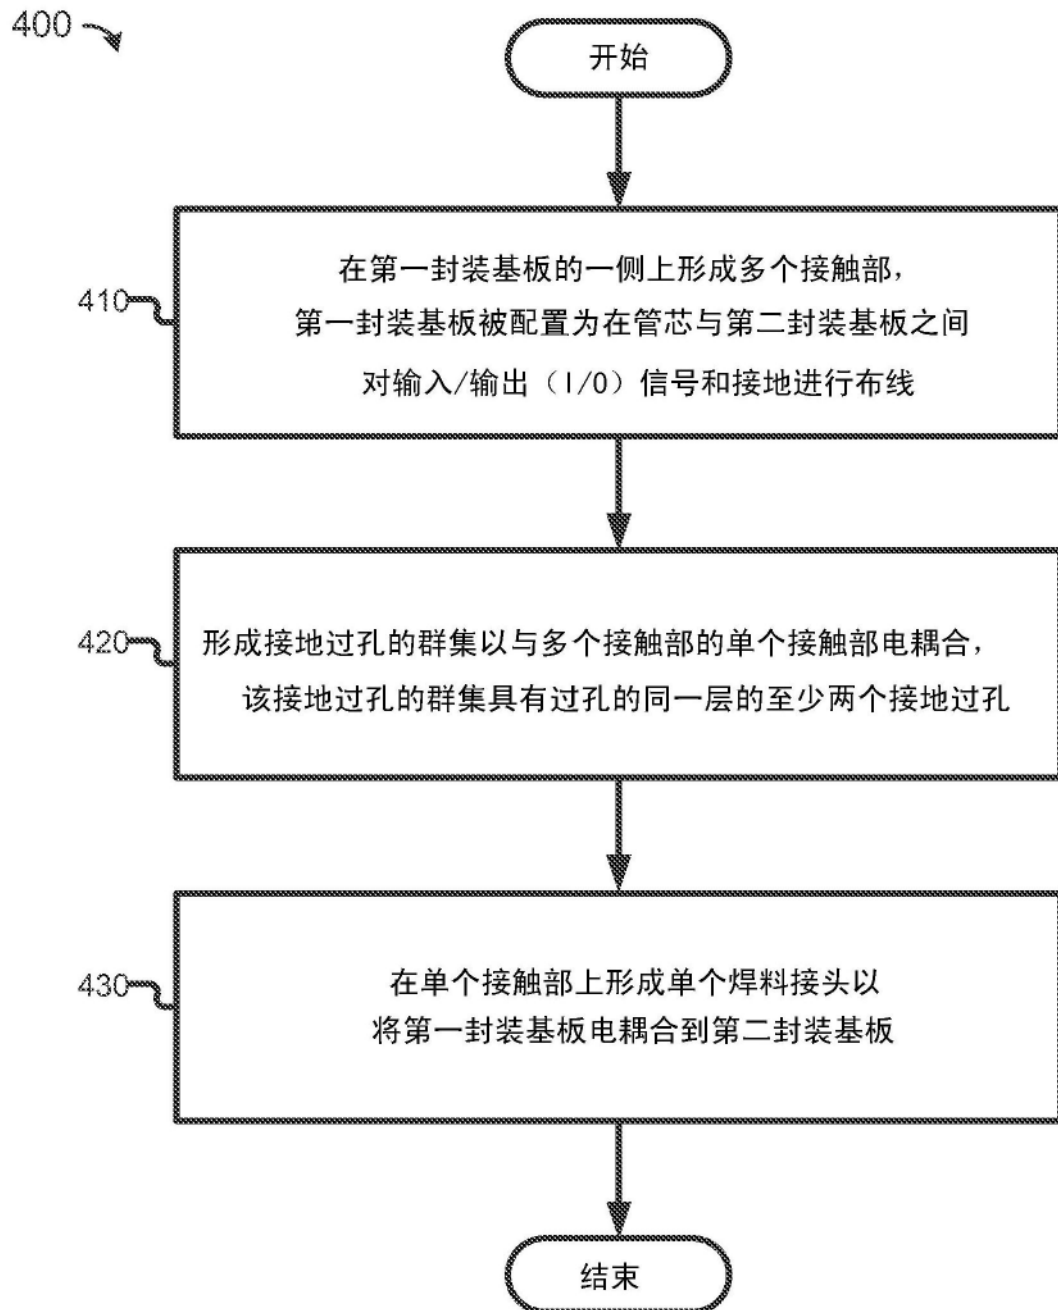 400
开始
410
在第一封装基板的一侧上形成多个接触部，
第一封装基板被配置为在管芯与第二封装基板之间
对输入/输出（I/O）信号和接地进行布线
420
形成接地过孔的群集以与多个接触部的单个接触部电耦合，
该接地过孔的群集具有过孔的同一层的至少两个接地过孔
430
在单个接触部上形成单个焊料接头以
将第一封装基板电耦合到第二封装基板
结束